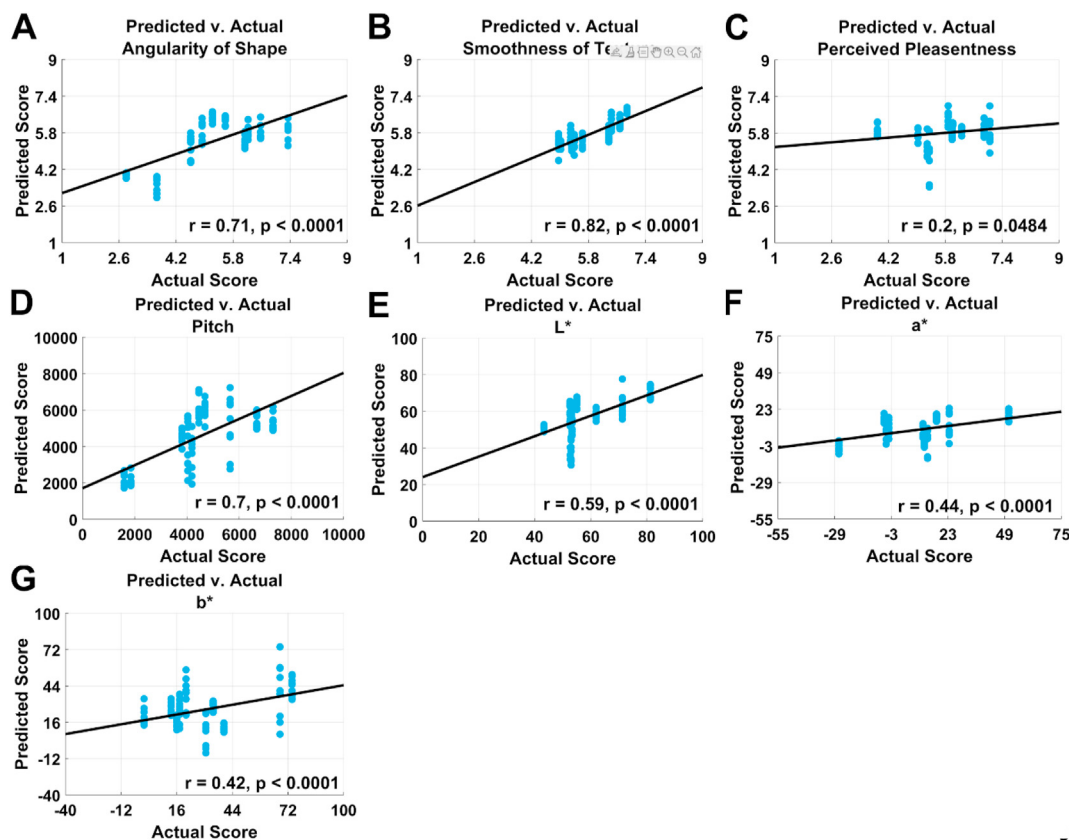 A
Predicted v. Actual
Angularity of Shape
9
7.4
5.8
4.2
2.6
1
Predicted Score
r = 0.71, p < 0.0001
1 2.6 4.2 5.8 7.4 9
Actual Score
B
Predicted v. Actual
Smoothness of
9
7.4
5.8
4.2
2.6
1
Predicted Score
r = 0.82, p < 0.0001
1 2.6 4.2 5.8 7.4 9
Actual Score
C
Predicted v. Actual
Perceived Pleasentness
9
7.4
5.8
4.2
2.6
1
Predicted Score
r = 0.2, p = 0.0484
1 2.6 4.2 5.8 7.4 9
Actual Score
D
Predicted v. Actual
Pitch
10000
8000
6000
4000
2000
0
Predicted Score
r = 0.7, p < 0.0001
0 2000 4000 6000 8000 10000
Actual Score
E
Predicted v. Actual
L*
100
80
60
40
20
0
Predicted Score
r = 0.59, p < 0.0001
0 20 40 60 80 100
Actual Score
F
Predicted v. Actual
a*
75
49
23
-3
-29
-55
Predicted Score
r = 0.44, p < 0.0001
-55 -29 -3 23 49 75
Actual Score
G
Predicted v. Actual
b*
100
72
44
16
-12
-40
Predicted Score
r = 0.42, p < 0.0001
-40 -12 16 44 72 100
Actual Score